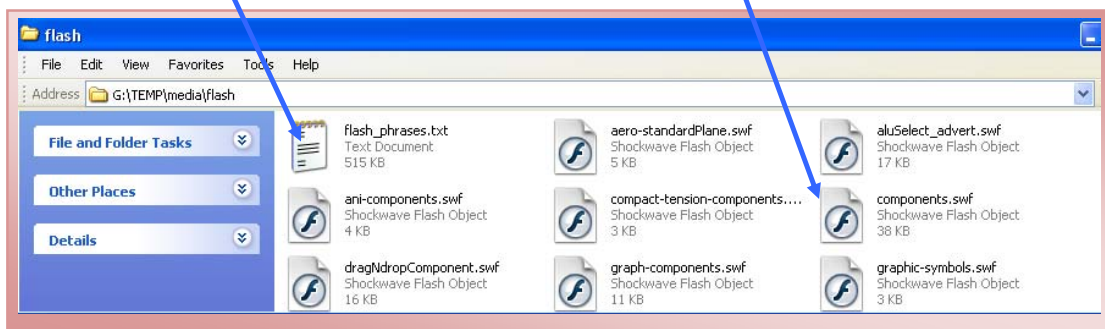 flash
File Edit View Favorites Tools Help
Address G:\TEMP\media\flash
File and Folder Tasks
Other Places
Details
flash_phrases.txt
Text Document
515 KB
aero-standardPlane.swf
Shockwave Flash Object
5 KB
aluSelect_advert.swf
Shockwave Flash Object
17 KB
ani-components.swf
Shockwave Flash Object
4 KB
compact-tension-components....
Shockwave Flash Object
3 KB
components.swf
Shockwave Flash Object
38 KB
dragNdropComponent.swf
Shockwave Flash Object
16 KB
graph-components.swf
Shockwave Flash Object
11 KB
graphic-symbols.swf
Shockwave Flash Object
3 KB